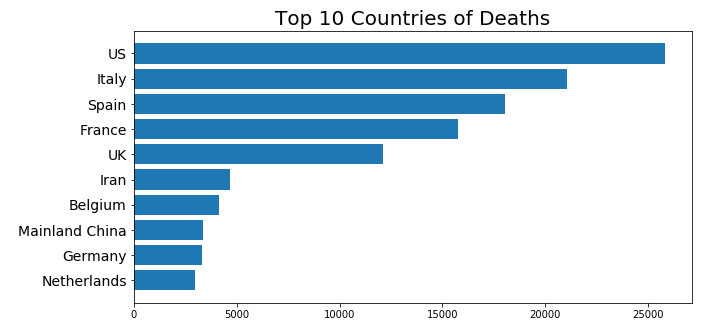 Top 10 Countries of Deaths
US
Italy
Spain
France
UK
Iran
Belgium
Mainland China
Germany
Netherlands
0 5000 10000 15000 20000 25000